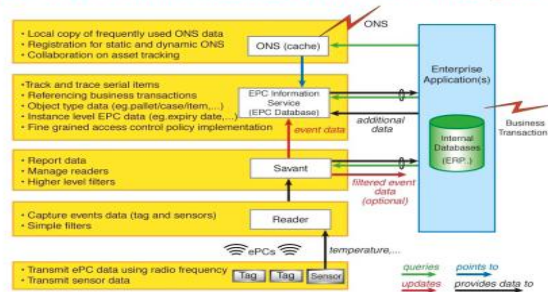 ONS
• Local copy of frequently used ONS data
• Registration for static and dynamic ONS
• Collaboration on asset tracking
ONS (cache)
Enterprise
Application(s)
•Track and trace serial items
• Referencing business transactions
• Object type data (eg.pallet/case/item,...)
• Instance level EPC data (eg.expiry date,...)
• Fine grained access control policy implementation
EPC Information
Service
(EPC Database)
event data
additional
data
Business
Transaction
Internal
Databases
(ERP..)
• Report data
• Manage readers
• Higher level filters
Savant
filtered event
data
(optional)
• Capture events data (tag and sensors)
• Simple filters
Reader
ePCs
temperature,...
• Transmit ePC data using radio frequency
• Transmit sensor data
Tag
Tag
Sensor
queries
points to
updates
provides data to